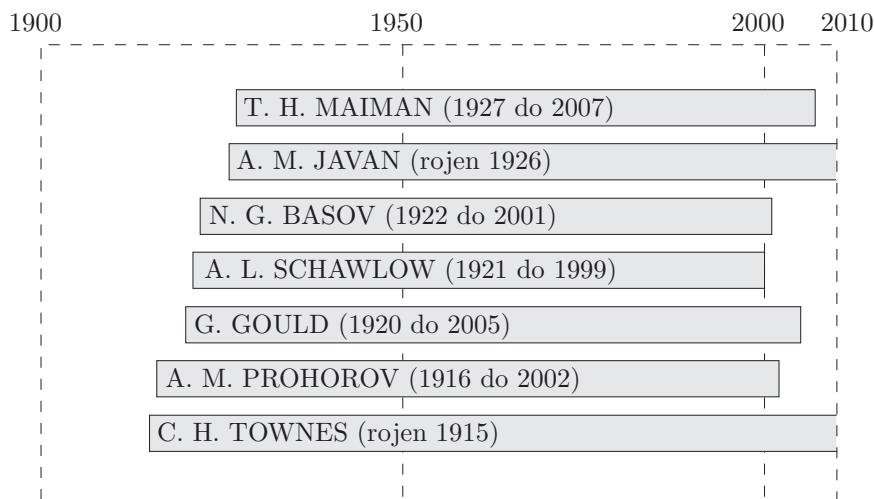 1900 1950 2000 2010
T. H. MAIMAN (1927 do 2007)
A. M. JAVAN (rojen 1926)
N. G. BASOV (1922 do 2001)
A. L. SCHAWLOW (1921 do 1999)
G. GOULD (1920 do 2005)
A. M. PROHOROV (1916 do 2002)
C. H. TOWNES (rojen 1915)